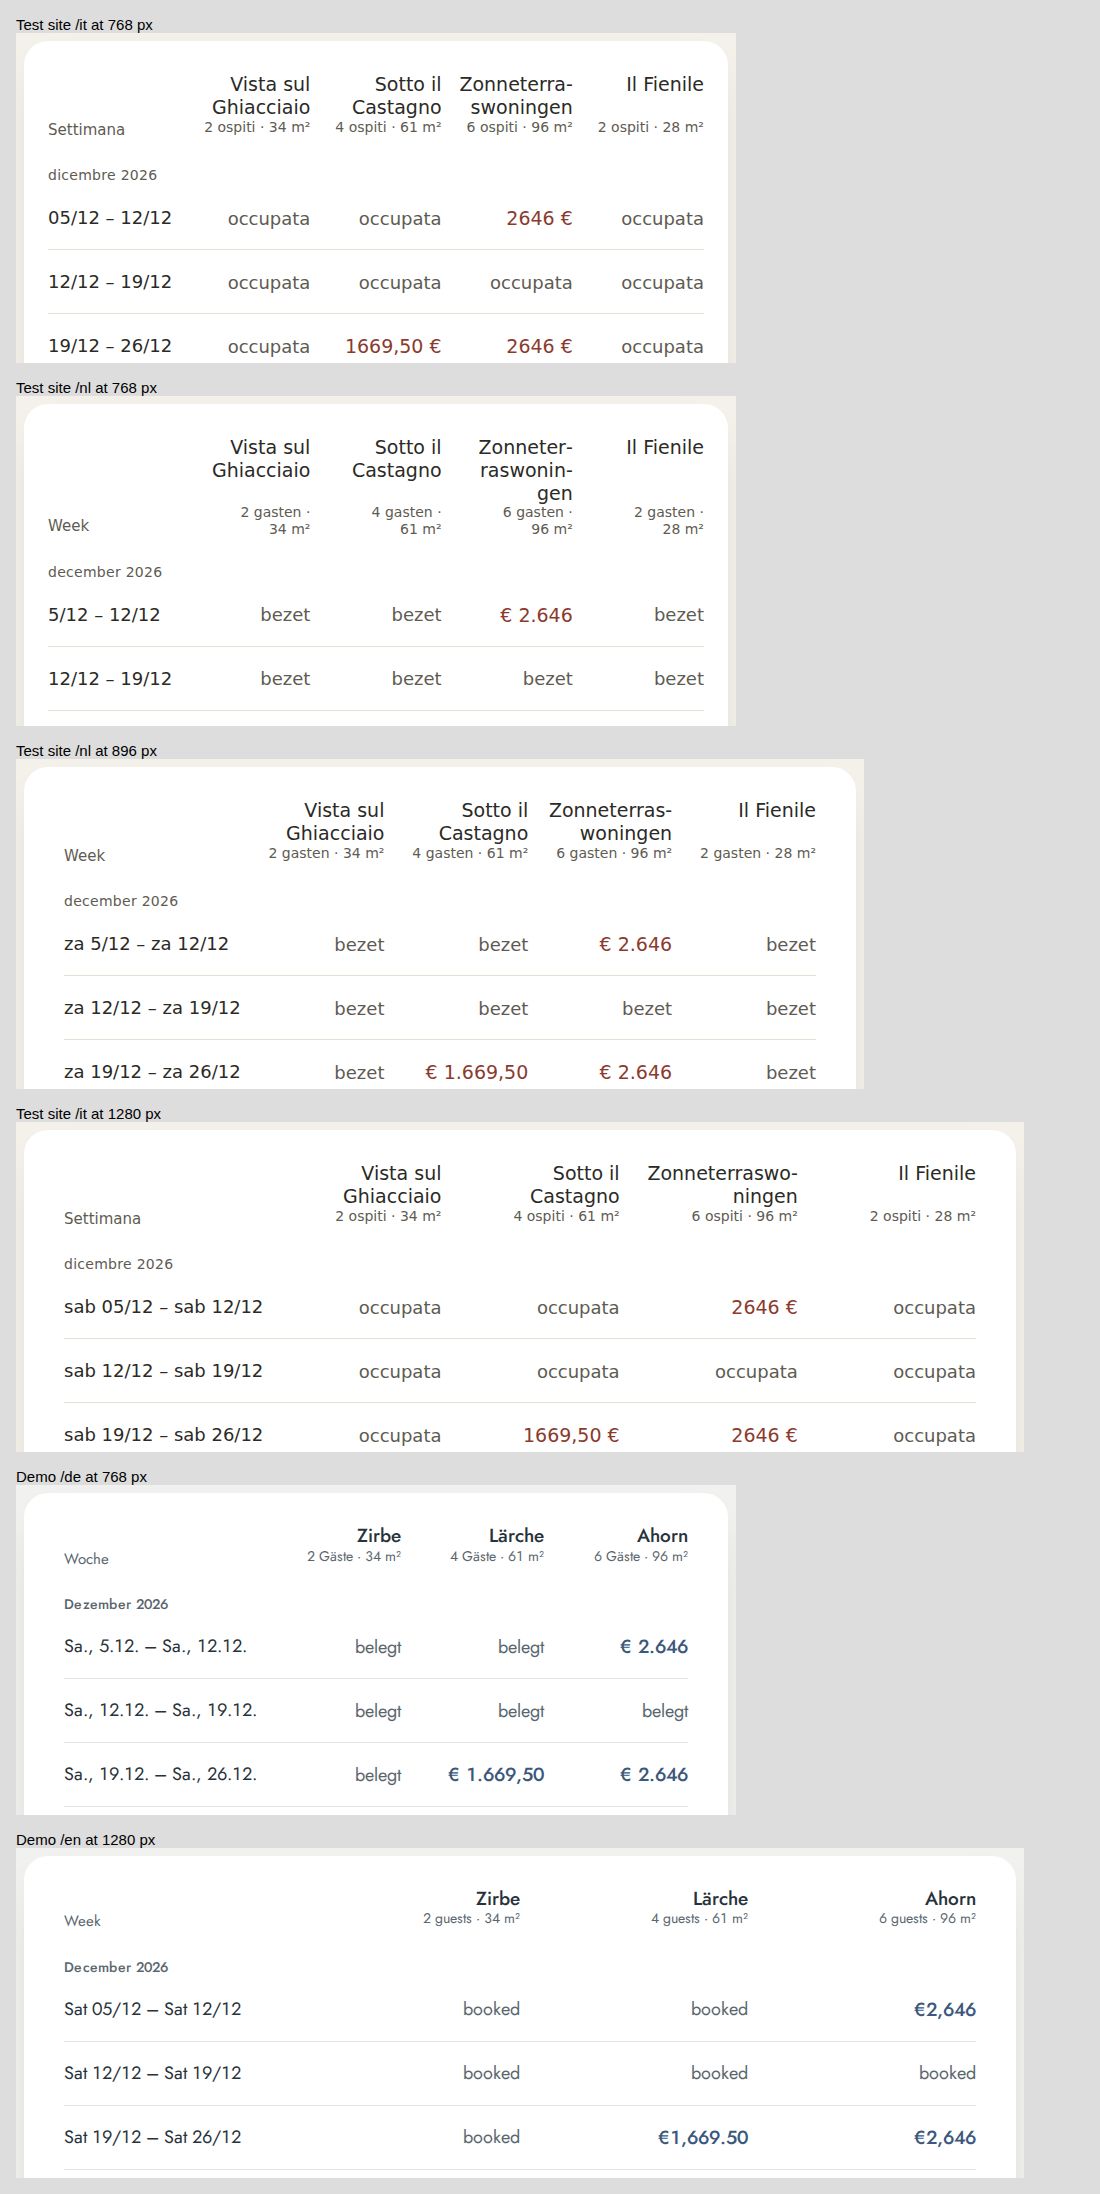 Test site /it at 768 px
Vista sul Sotto il Zonneterra- Il Fienile
Ghiacciaio Castagno swoningen
Settimana 2 ospiti · 34 m² 4 ospiti · 61 m² 6 ospiti · 96 m² 2 ospiti · 28 m²
dicembre 2026
05/12 – 12/12 occupata occupata 2646 € occupata
12/12 – 19/12 occupata occupata occupata occupata
19/12 – 26/12 occupata 1669,50 € 2646 € occupata
Test site /nl at 768 px
Vista sul Sotto il Zonneter- Il Fienile
Ghiacciaio Castagno raswonin-
gen
2 gasten · 4 gasten · 6 gasten · 2 gasten ·
Week 34 m² 61 m² 96 m² 28 m²
december 2026
5/12 – 12/12 bezet bezet € 2.646 bezet
12/12 – 19/12 bezet bezet bezet bezet
Test site /nl at 896 px
Vista sul Sotto il Zonneterras- Il Fienile
Ghiacciaio Castagno woningen
Week 2 gasten · 34 m² 4 gasten · 61 m² 6 gasten · 96 m² 2 gasten · 28 m²
december 2026
za 5/12 – za 12/12 bezet bezet € 2.646 bezet
za 12/12 – za 19/12 bezet bezet bezet bezet
za 19/12 – za 26/12 bezet € 1.669,50 € 2.646 bezet
Test site /it at 1280 px
Vista sul Sotto il Zonneterraswo- Il Fienile
Ghiacciaio Castagno ningen
Settimana 2 ospiti · 34 m² 4 ospiti · 61 m² 6 ospiti · 96 m² 2 ospiti · 28 m²
dicembre 2026
sab 05/12 – sab 12/12 occupata occupata 2646 € occupata
sab 12/12 – sab 19/12 occupata occupata occupata occupata
sab 19/12 – sab 26/12 occupata 1669,50 € 2646 € occupata
Demo /de at 768 px
Zirbe Lärche Ahorn
Woche 2 Gäste · 34 m² 4 Gäste · 61 m² 6 Gäste · 96 m²
Dezember 2026
Sa., 5.12. – Sa., 12.12. belegt belegt € 2.646
Sa., 12.12. – Sa., 19.12. belegt belegt belegt
Sa., 19.12. – Sa., 26.12. belegt € 1.669,50 € 2.646
Demo /en at 1280 px
Zirbe Lärche Ahorn
Week 2 guests · 34 m² 4 guests · 61 m² 6 guests · 96 m²
December 2026
Sat 05/12 – Sat 12/12 booked booked €2,646
Sat 12/12 – Sat 19/12 booked booked booked
Sat 19/12 – Sat 26/12 booked €1,669.50 €2,646